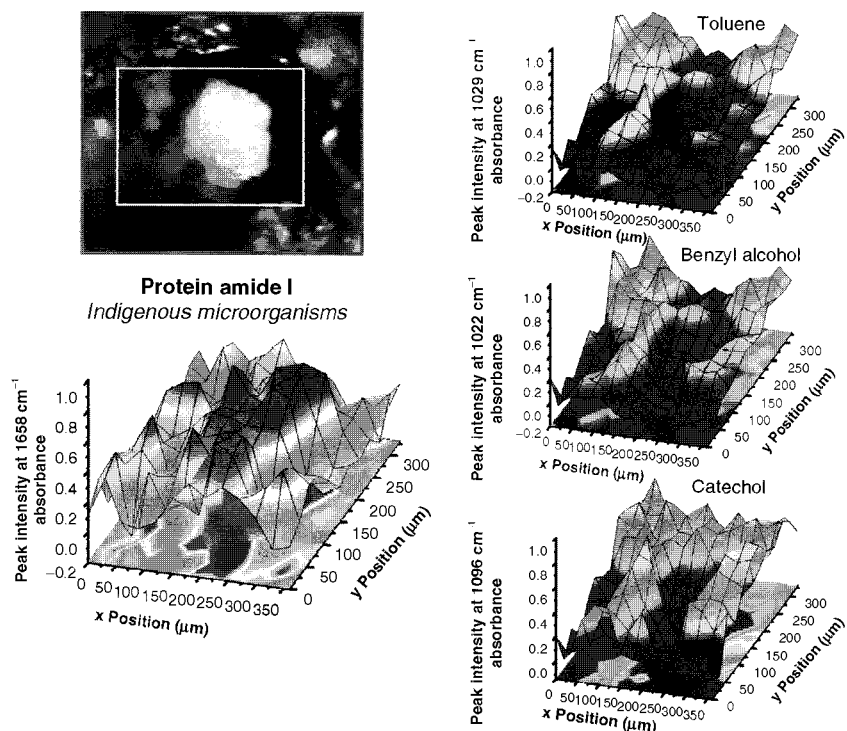 Protein amide I
Indigenous microorganisms
Peak intensity at 1658 cm⁻¹
absorbance
1.0
0.8
0.6
0.4
0.2
0.0
−0.2
0 50 100 150 200 250 300 350
x Position (μm)
0 50 100 150 200 250 300
y Position (μm)
Toluene
Peak intensity at 1029 cm⁻¹
absorbance
1.0
0.8
0.6
0.4
0.2
0.0
−0.2
0 50 100 150 200 250 300 350
x Position (μm)
0 50 100 150 200 250 300
y Position (μm)
Benzyl alcohol
Peak intensity at 1022 cm⁻¹
absorbance
1.0
0.8
0.6
0.4
0.2
0.0
−0.2
0 50 100 150 200 250 300 350
x Position (μm)
0 50 100 150 200 250 300
y Position (μm)
Catechol
Peak intensity at 1096 cm⁻¹
absorbance
1.0
0.8
0.6
0.4
0.2
0.0
0 50 100 150 200 250 300 350
x Position (μm)
0 50 100 150 200 250 300
y Position (μm)